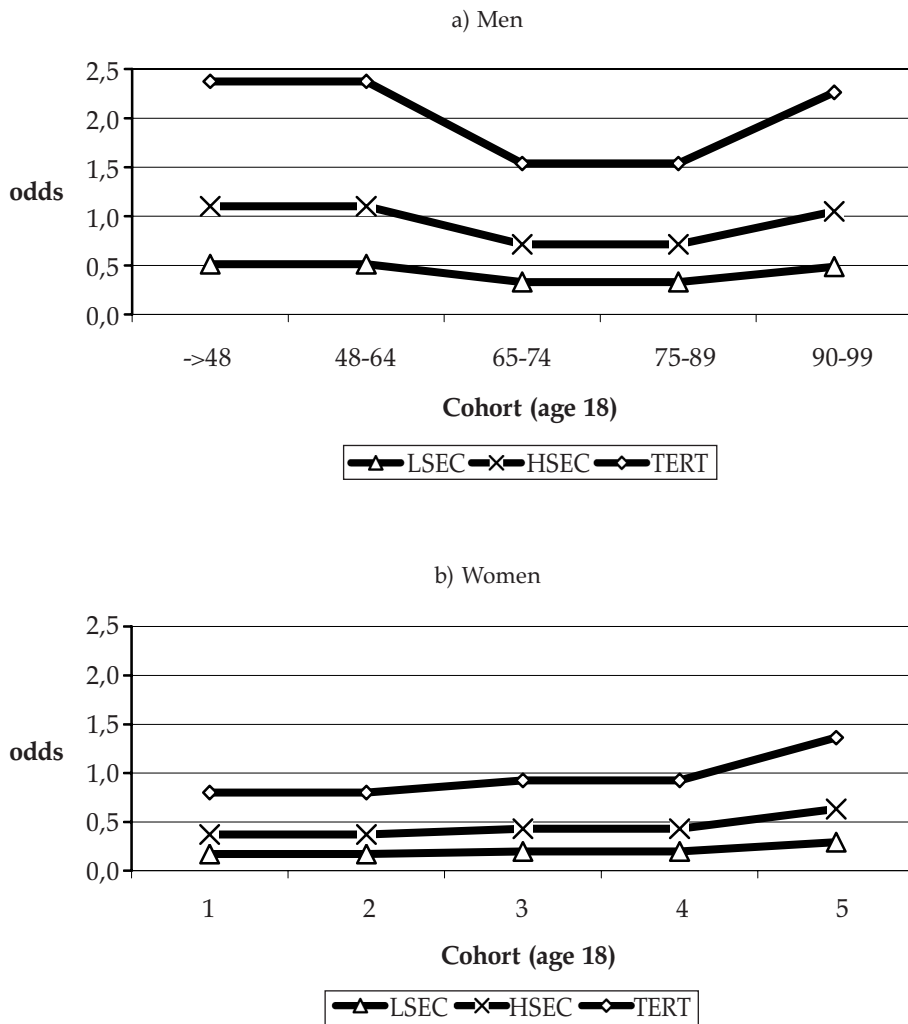 a) Men
2,5
2,0
1,5
odds
1,0
0,5
0,0
->48 48-64 65-74 75-89 90-99
Cohort (age 18)
LSEC HSEC TERT
b) Women
2,5
2,0
1,5
odds
1,0
0,5
0,0
1 2 3 4 5
Cohort (age 18)
LSEC HSEC TERT